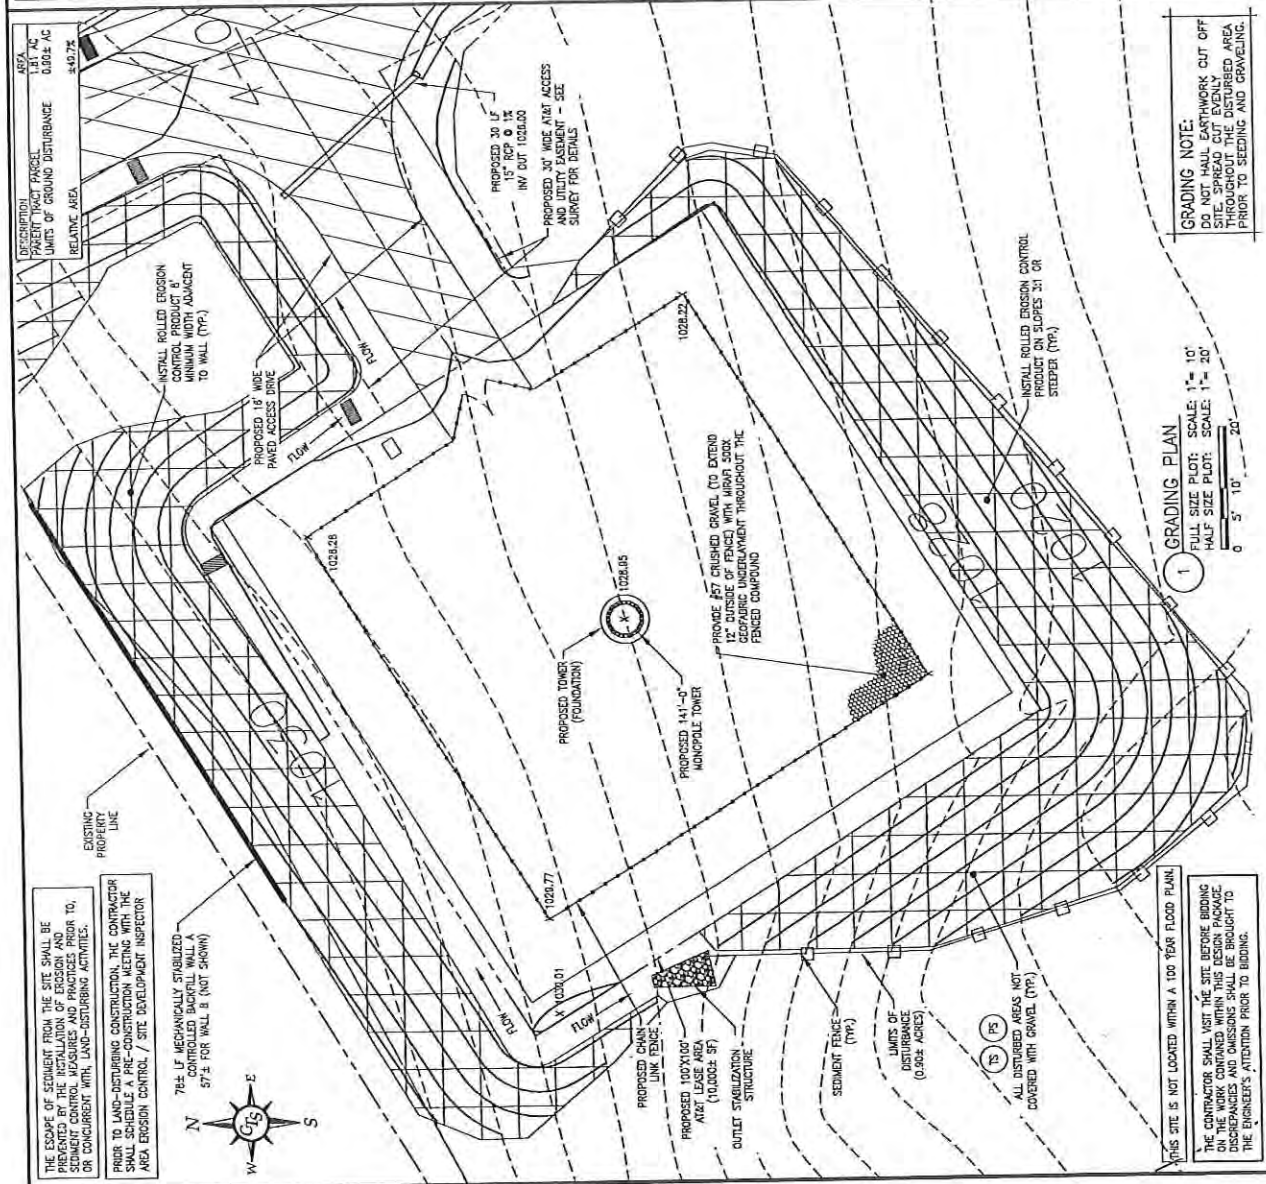 DESCRIPTION AREA
PARENT TRACT PARCEL 1.81 AC
LIMITS OF GROUND DISTURBANCE 0.90± AC
RELATIVE AREA ±49.7%
THE ESCAPE OF SEDIMENT FROM THE SITE SHALL BE
PREVENTED BY THE INSTALLATION OF EROSION AND
SEDIMENT CONTROL MEASURES AND PRACTICES PRIOR TO,
OR CONCURRENT WITH, LAND-DISTURBING ACTIVITIES.
PRIOR TO LAND-DISTURBING CONSTRUCTION, THE CONTRACTOR
SHALL SCHEDULE A PRE-CONSTRUCTION MEETING WITH THE
AREA EROSION CONTROL / SITE DEVELOPMENT INSPECTOR
78± LF MECHANICALLY STABILIZED
CONTROLLED BACKFILL WALL A
57'± FOR WALL B (NOT SHOWN)
N
E
S
W
GTS
EXISTING
PROPERTY
LINE
INSTALL ROLLED EROSION
CONTROL PRODUCT 8'
MINIMUM WIDTH ADJACENT
TO WALL (TYP.)
PROPOSED 16' WIDE
PAVED ACCESS DRIVE
FLOW
FLOW
PROPOSED 30 LF
15" RCP @ 1%
INV OUT 1026.00
PROPOSED 30' WIDE AT&T ACCESS
AND UTILITY EASEMENT - SEE
SURVEY FOR DETAILS
1028.28
1028.22
1030
PROPOSED TOWER
(FOUNDATION)
1028.95
PROPOSED 141'-0"
MONOPOLE TOWER
PROVIDE #57 CRUSHED GRAVEL (TO EXTEND
12" OUTSIDE OF FENCE) WITH MIRAFI 500X
GEOFABRIC UNDERLAYMENT THROUGHOUT THE
FENCED COMPOUND
1029.77
1030.01
FLOW
FLOW
PROPOSED CHAIN
LINK FENCE
PROPOSED 100'X100'
AT&T LEASE AREA
(10,000± SF)
OUTLET STABILIZATION
STRUCTURE
SEDIMENT FENCE
(TYP.)
LIMITS OF
DISTURBANCE
(0.90± ACRES)
TS PS
ALL DISTURBED AREAS NOT
COVERED WITH GRAVEL (TYP.)
INSTALL ROLLED EROSION CONTROL
PRODUCT ON SLOPES 3:1 OR
STEEPER (TYP.)
1020
THIS SITE IS NOT LOCATED WITHIN A 100 YEAR FLOOD PLAIN.
THE CONTRACTOR SHALL VISIT THE SITE BEFORE BIDDING
ON THE WORK CONTAINED WITHIN THIS DESIGN PACKAGE.
DISCREPANCIES AND OMISSIONS SHALL BE BROUGHT TO
THE ENGINEER'S ATTENTION PRIOR TO BIDDING.
1 GRADING PLAN
FULL SIZE PLOT: SCALE: 1"= 10'
HALF SIZE PLOT: SCALE: 1"= 20'
0 5' 10' 20'
GRADING NOTE:
DO NOT HAUL EARTHWORK CUT OFF
SITE, SPREAD CUT EVENLY
THROUGHOUT THE DISTURBED AREA
PRIOR TO SEEDING AND GRAVELING.